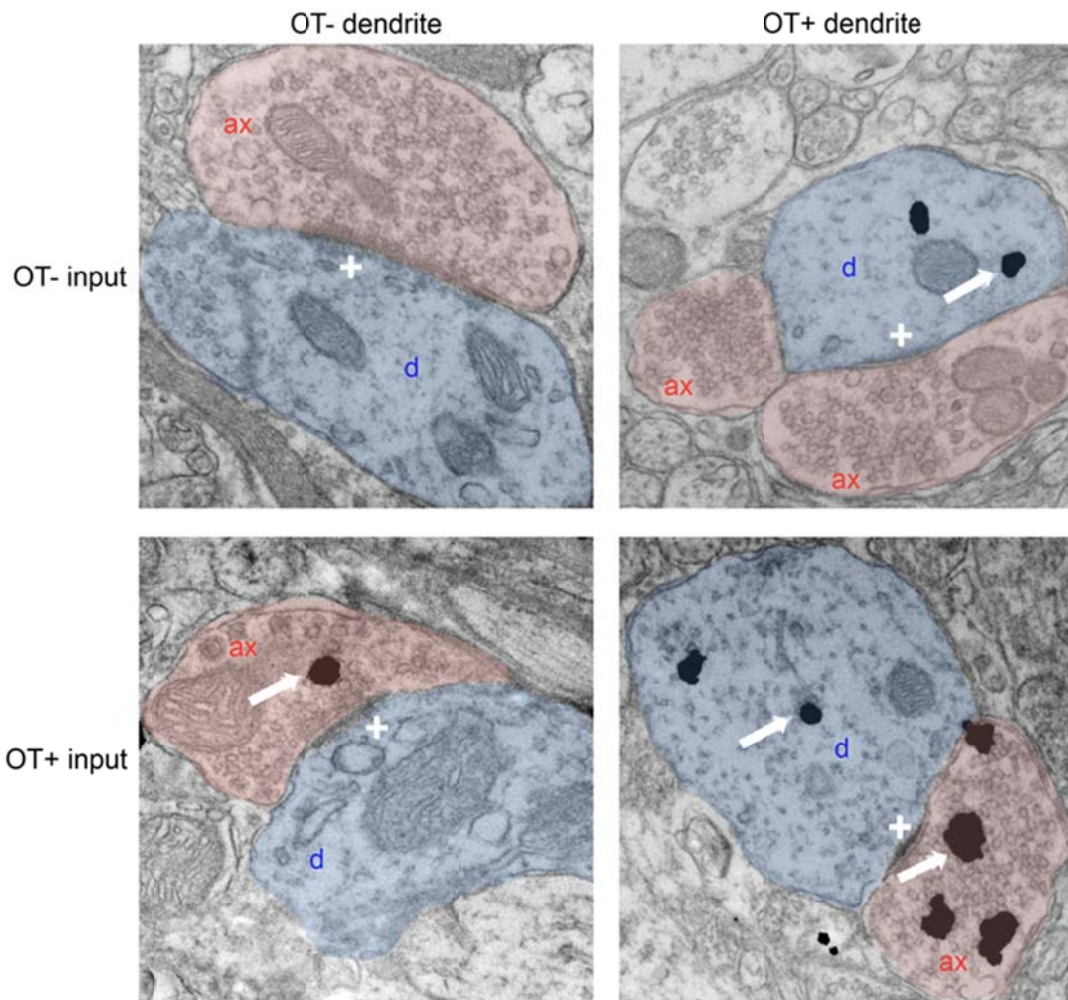 OT- dendrite
OT+ dendrite
OT- input
ax
d
d
ax
ax
OT+ input
ax
d
d
ax